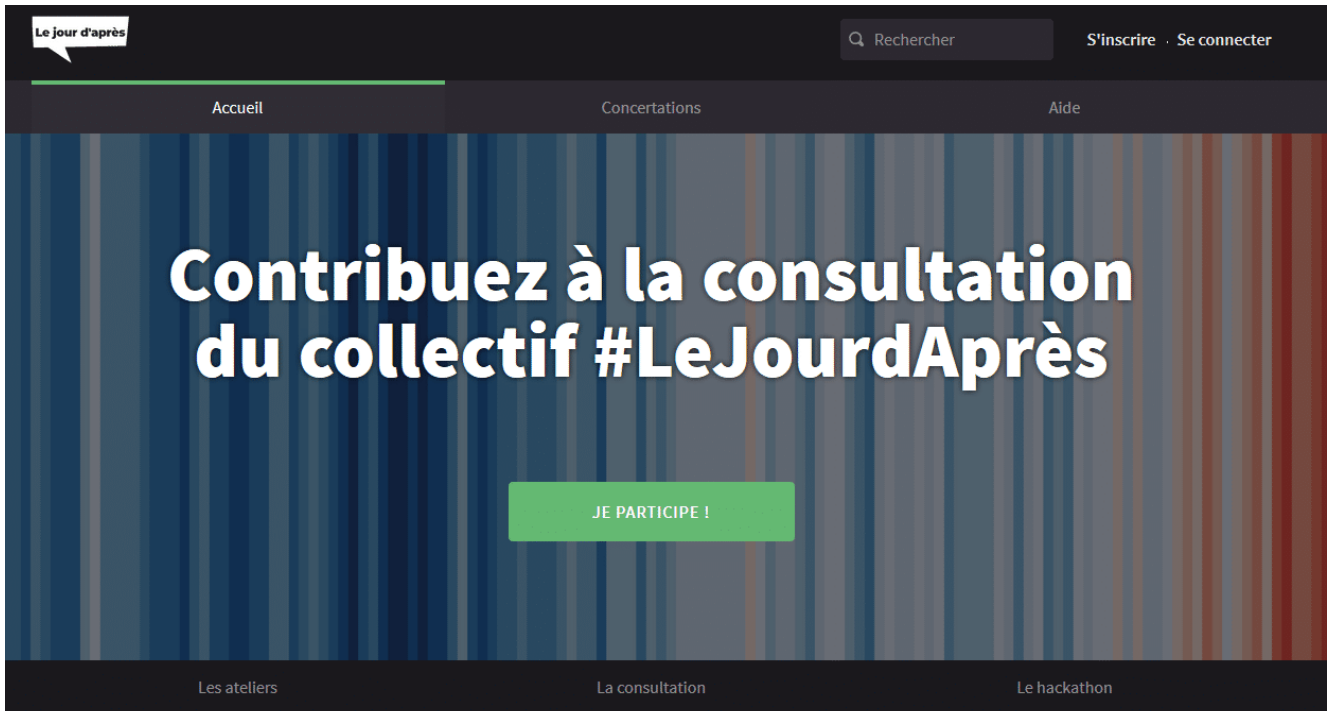 Le jour d'après
Rechercher
S'inscrire · Se connecter
Accueil
Concertations
Aide
Contribuez à la consultation
du collectif #LeJourdAprès
JE PARTICIPE !
Les ateliers
La consultation
Le hackathon